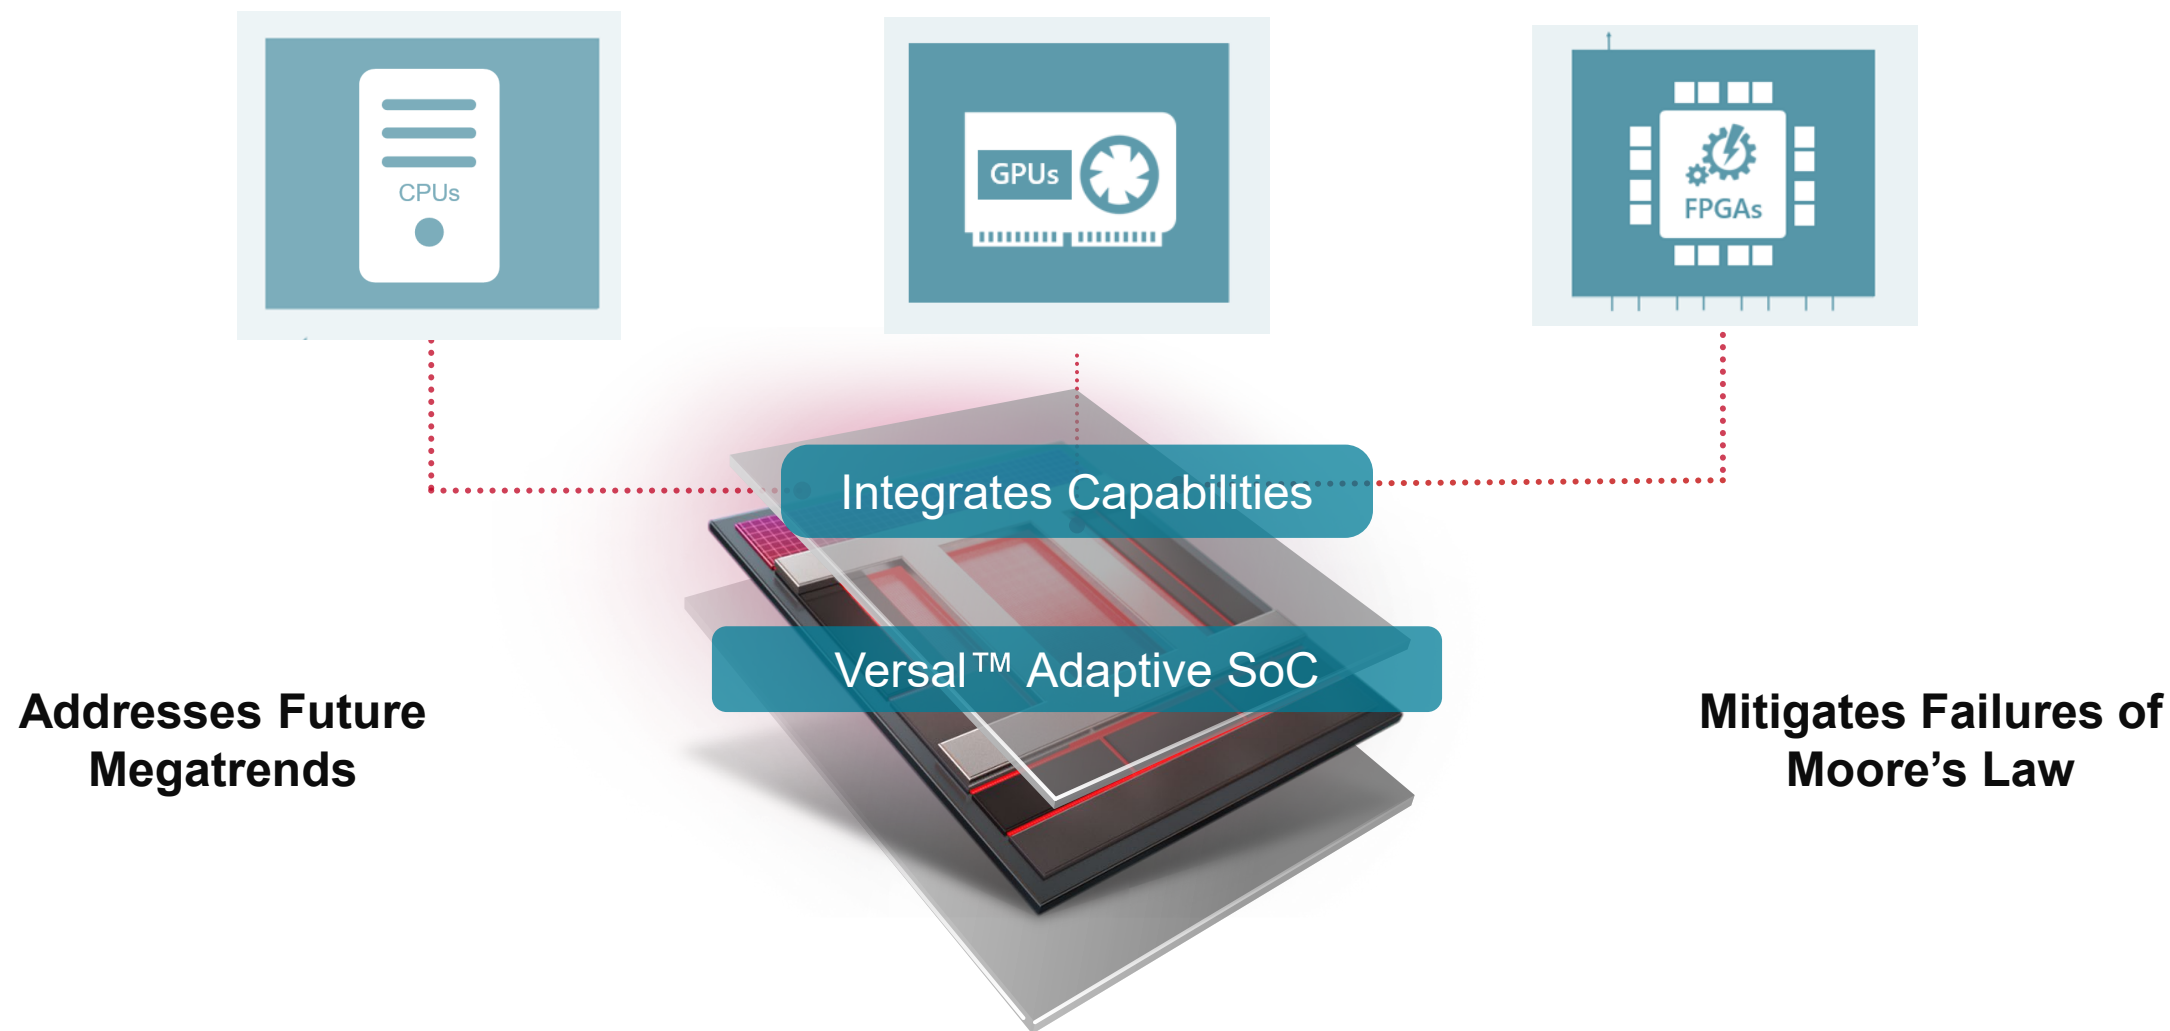 CPUs
GPUs
FPGAs
Integrates Capabilities
Versal™ Adaptive SoC
Addresses Future
Megatrends
Mitigates Failures of
Moore’s Law